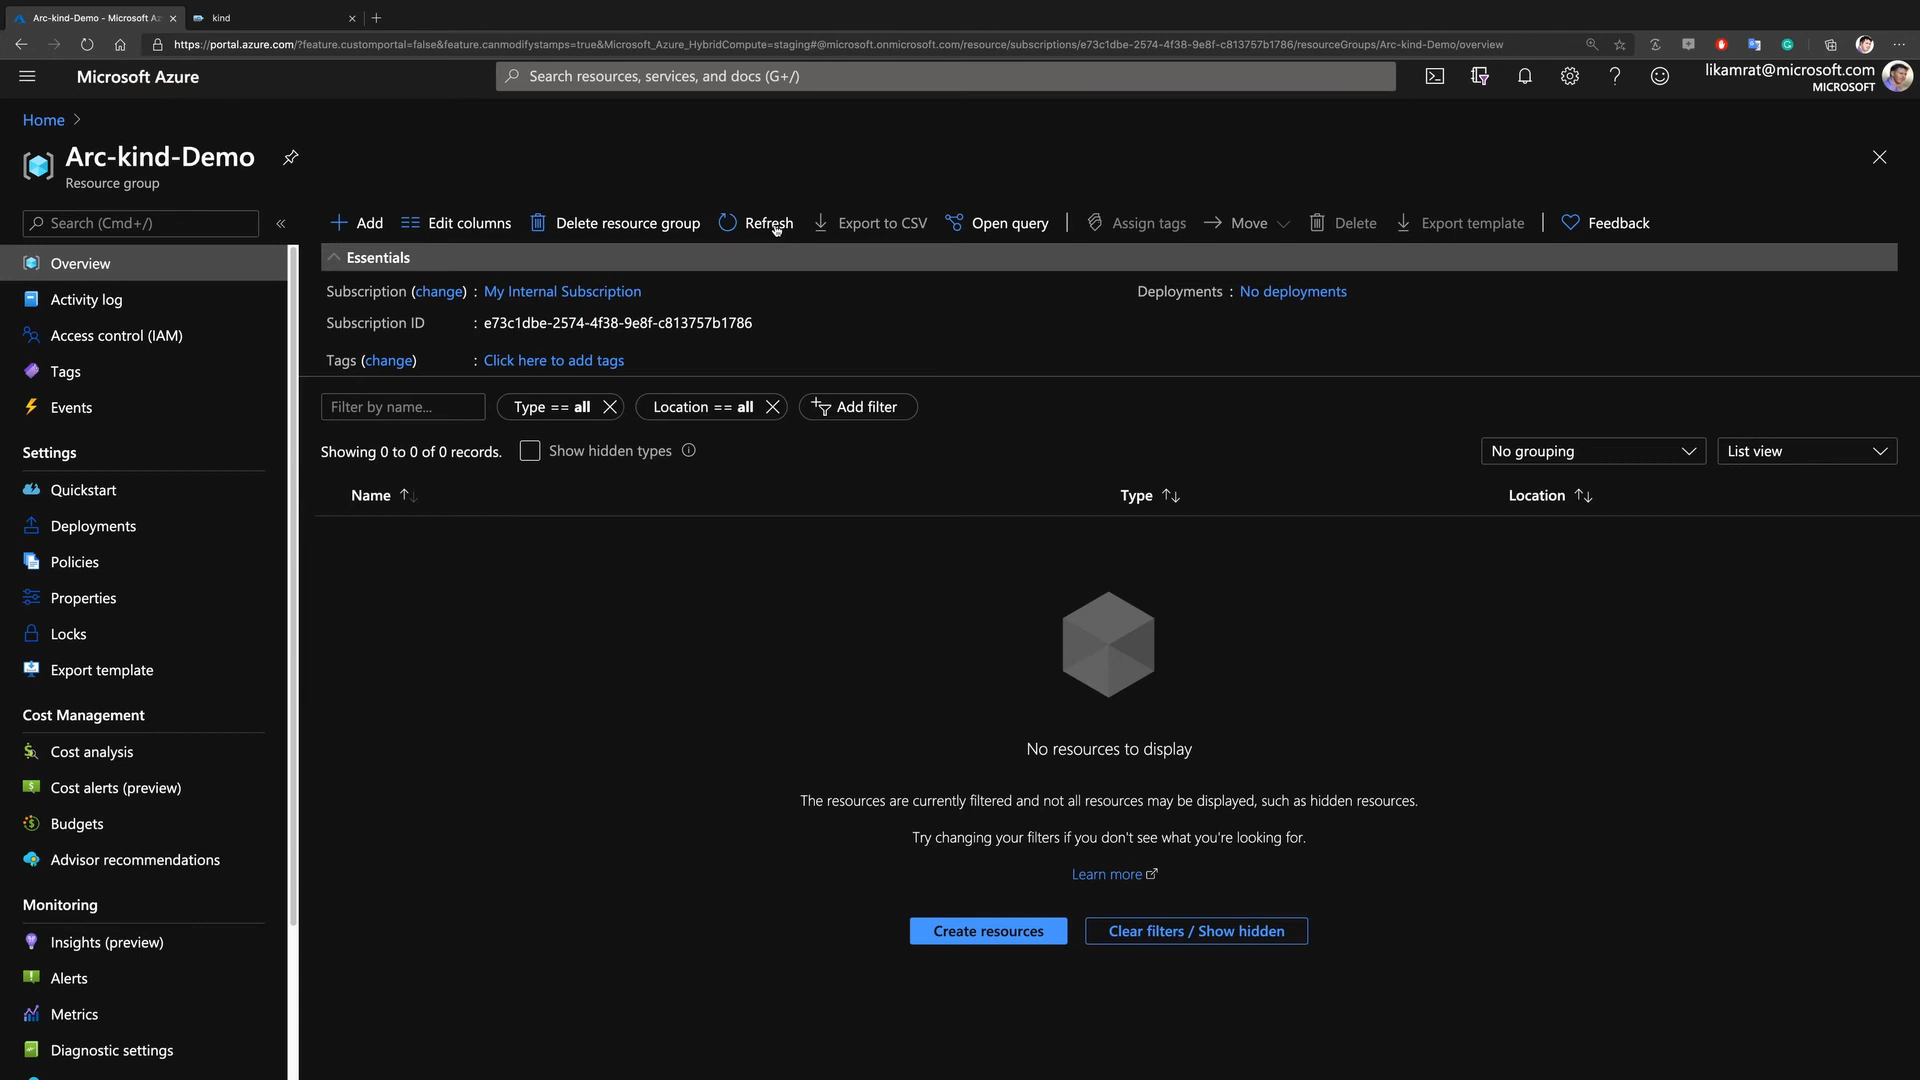 Arc-kind-Demo - Microsoft Az
kind
https://portal.azure.com/?feature.customportal=false&feature.canmodifystamps=true&Microsoft_Azure_HybridCompute=staging#@microsoft.onmicrosoft.com/resource/subscriptions/e73c1dbe-2574-4f38-9e8f-c813757b1786/resourceGroups/Arc-kind-Demo/overview
Microsoft Azure
Search resources, services, and docs (G+/)
likamrat@microsoft.com
MICROSOFT
Home
Arc-kind-Demo
Resource group
Search (Cmd+/)
Add
Edit columns
Delete resource group
Refresh
Export to CSV
Open query
Assign tags
Move
Delete
Export template
Feedback
Overview
Activity log
Access control (IAM)
Tags
Events
Settings
Quickstart
Deployments
Policies
Properties
Locks
Export template
Cost Management
Cost analysis
Cost alerts (preview)
Budgets
Advisor recommendations
Monitoring
Insights (preview)
Alerts
Metrics
Diagnostic settings
Essentials
Subscription (change) : My Internal Subscription
Deployments : No deployments
Subscription ID : e73c1dbe-2574-4f38-9e8f-c813757b1786
Tags (change) : Click here to add tags
Filter by name...
Type == all
Location == all
Add filter
Showing 0 to 0 of 0 records.
Show hidden types
No grouping
List view
Name
Type
Location
No resources to display
The resources are currently filtered and not all resources may be displayed, such as hidden resources.
Try changing your filters if you don't see what you're looking for.
Learn more
Create resources
Clear filters / Show hidden